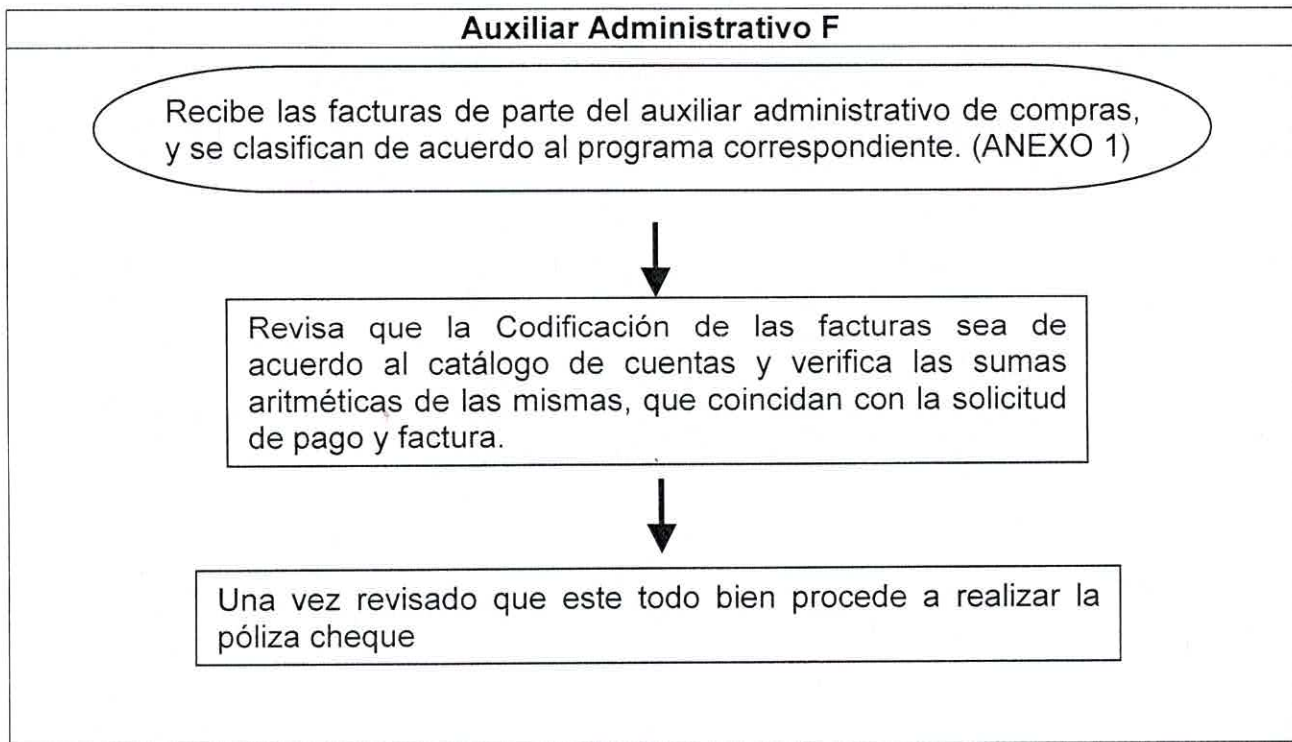 Auxiliar Administrativo F
Recibe las facturas de parte del auxiliar administrativo de compras,
y se clasifican de acuerdo al programa correspondiente. (ANEXO 1)
Revisa que la Codificación de las facturas sea de
acuerdo al catálogo de cuentas y verifica las sumas
aritméticas de las mismas, que coincidan con la solicitud
de pago y factura.
Una vez revisado que este todo bien procede a realizar la
póliza cheque